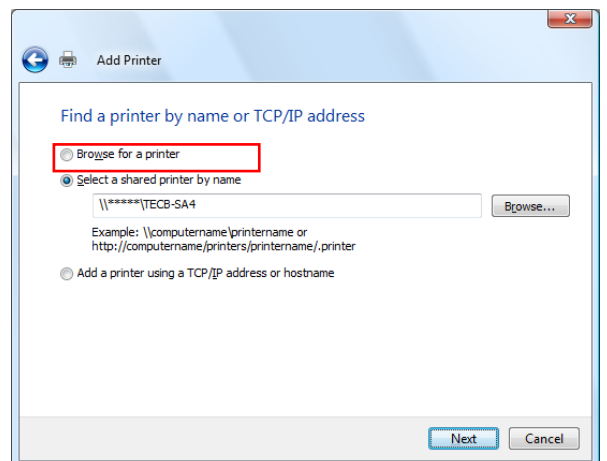 Add Printer
Find a printer by name or TCP/IP address
Browse for a printer
Select a shared printer by name
\\*****\TECB-SA4
Browse...
Example: \\computername\printername or
http://computername/printers/printername/.printer
Add a printer using a TCP/IP address or hostname
Next Cancel